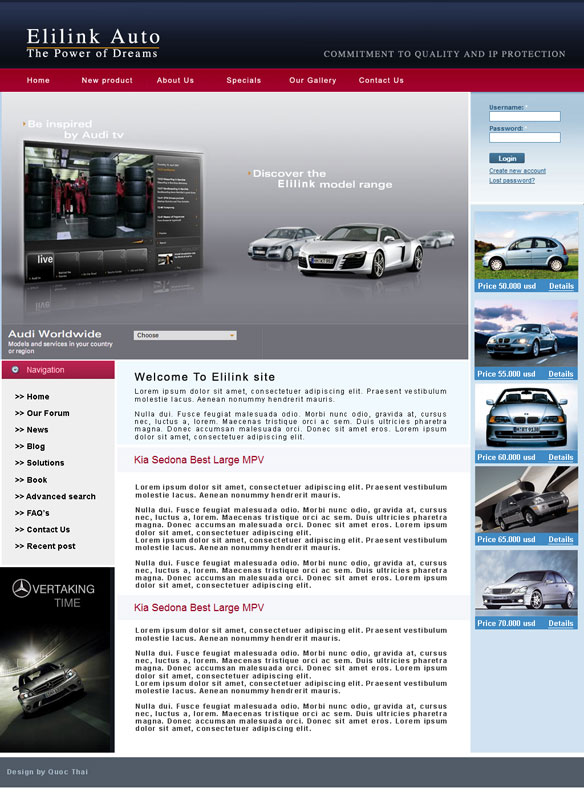 Elilink Auto
The Power of Dreams
COMMITMENT TO QUALITY AND IP PROTECTION
Home New product About Us Specials Our Gallery Contact Us
Be inspired
by Audi tv
live
Discover the
Elilink model range
Audi Worldwide
Models and services in your country
or region
Choose
Username: *
Password: *
Login
Create new account
Lost password?
Price 50.000 usd Details
Price 55.000 usd Details
Price 60.000 usd Details
Price 65.000 usd Details
Price 70.000 usd Details
Navigation
>> Home
>> Our Forum
>> News
>> Blog
>> Solutions
>> Book
>> Advanced search
>> FAQ's
>> Contact Us
>> Recent post
VERTAKING
TIME
Welcome To Elilink site
Lorem ipsum dolor sit amet, consectetuer adipiscing elit. Praesent vestibulum
molestie lacus. Aenean nonummy hendrerit mauris.
Nulla dui. Fusce feugiat malesuada odio. Morbi nunc odio, gravida at, cursus
nec, luctus a, lorem. Maecenas tristique orci ac sem. Duis ultricies pharetra
magna. Donec accumsan malesuada orci. Donec sit amet eros. Lorem ipsum
dolor sit amet, consectetuer adipiscing elit.
Kia Sedona Best Large MPV
Lorem ipsum dolor sit amet, consectetuer adipiscing elit. Praesent vestibulum
molestie lacus. Aenean nonummy hendrerit mauris.
Nulla dui. Fusce feugiat malesuada odio. Morbi nunc odio, gravida at, cursus
nec, luctus a, lorem. Maecenas tristique orci ac sem. Duis ultricies pharetra
magna. Donec accumsan malesuada orci. Donec sit amet eros. Lorem ipsum
dolor sit amet, consectetuer adipiscing elit.
Lorem ipsum dolor sit amet, consectetuer adipiscing elit. Praesent vestibulum
molestie lacus. Aenean nonummy hendrerit mauris.
Nulla dui. Fusce feugiat malesuada odio. Morbi nunc odio, gravida at, cursus
nec, luctus a, lorem. Maecenas tristique orci ac sem. Duis ultricies pharetra
magna. Donec accumsan malesuada orci. Donec sit amet eros. Lorem ipsum
dolor sit amet, consectetuer adipiscing elit.
Kia Sedona Best Large MPV
Lorem ipsum dolor sit amet, consectetuer adipiscing elit. Praesent vestibulum
molestie lacus. Aenean nonummy hendrerit mauris.
Nulla dui. Fusce feugiat malesuada odio. Morbi nunc odio, gravida at, cursus
nec, luctus a, lorem. Maecenas tristique orci ac sem. Duis ultricies pharetra
magna. Donec accumsan malesuada orci. Donec sit amet eros. Lorem ipsum
dolor sit amet, consectetuer adipiscing elit.
Lorem ipsum dolor sit amet, consectetuer adipiscing elit. Praesent vestibulum
molestie lacus. Aenean nonummy hendrerit mauris.
Nulla dui. Fusce feugiat malesuada odio. Morbi nunc odio, gravida at, cursus
nec, luctus a, lorem. Maecenas tristique orci ac sem. Duis ultricies pharetra
magna. Donec accumsan malesuada orci. Donec sit amet eros. Lorem ipsum
dolor sit amet, consectetuer adipiscing elit.
Design by Quoc Thai